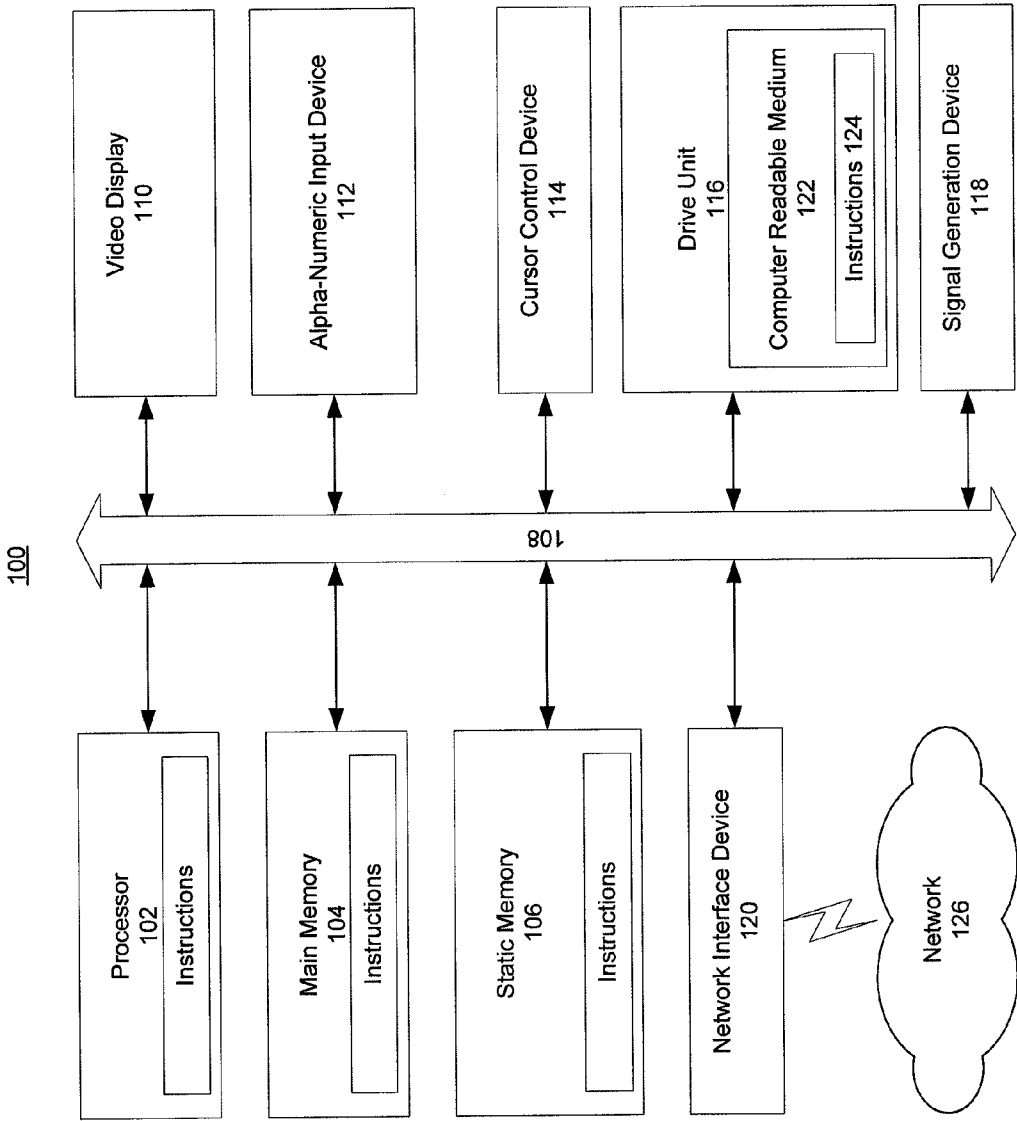 100
Processor
102
Instructions
Main Memory
104
Instructions
Static Memory
106
Instructions
Network Interface Device
120
Network
126
108
Video Display
110
Alpha-Numeric Input Device
112
Cursor Control Device
114
Drive Unit
116
Computer Readable Medium
122
Instructions 124
Signal Generation Device
118